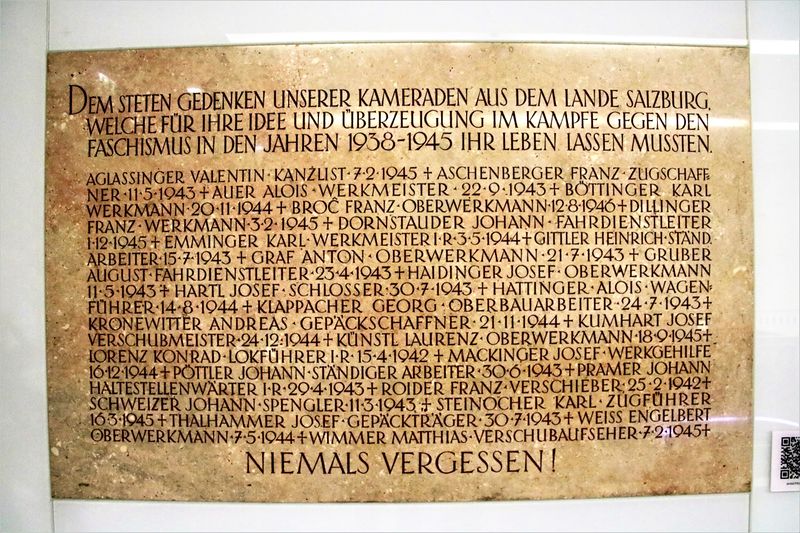 DEM STETEN GEDENKEN UNSERER KAMERADEN AUS DEM LANDE SALZBURG,
WELCHE FÜR IHRE IDEE UND ÜBERZEUGUNG IM KAMPFE GEGEN DEN
FASCHISMUS IN DEN JAHREN 1938-1945 IHR LEBEN LASSEN MUSSTEN.
AGLASSINGER VALENTIN·KANZLIST·7·2·1945 + ASCHENBERGER FRANZ·ZUGSCHAFF-
NER·11·5·1943 + AUER ALOIS·WERKMEISTER·22·9·1943 + BÖTTINGER KARL
WERKMANN·20·11·1944 + BROČ FRANZ·OBERWERKMANN·12·8·1946 + DILLINGER
FRANZ·WERKMANN·3·2·1945 + DORNSTAUDER JOHANN·FAHRDIENSTLEITER
1·12·1945 + EMMINGER KARL·WERKMEISTER I·R·3·5·1944 + GITTLER HEINRICH·STÄND.
ARBEITER·15·7·1943 + GRAF ANTON·OBERWERKMANN·21·7·1943 + GRUBER
AUGUST·FAHRDIENSTLEITER·23·4·1943 + HAIDINGER JOSEF·OBERWERKMANN
11·5·1943 + HARTL JOSEF·SCHLOSSER·30·7·1943 + HATTINGER·ALOIS·WAGEN-
FÜHRER·14·8·1944 + KLAPPACHER GEORG·OBERBAUARBEITER·24·7·1943 +
KRONEWITTER ANDREAS·GEPÄCKSCHAFFNER·21·11·1944 + KUMHART JOSEF
VERSCHUBMEISTER·24·12·1944 + KÜNSTL LAURENZ·OBERWERKMANN·18·9·1945 +
LORENZ KONRAD·LOKFÜHRER I·R·15·4·1942 + MACKINGER JOSEF·WERKGEHILFE
16·12·1944 + PÖTTLER JOHANN·STÄNDIGER ARBEITER·30·6·1943 + PRAMER JOHANN
HALTESTELLENWÄRTER I·R·29·4·1943 + ROIDER FRANZ·VERSCHIEBER·25·2·1942 +
SCHWEIZER JOHANN·SPENGLER·11·3·1943 + STEINOCHER KARL·ZUGFÜHRER
16·3·1945 + THALHAMMER JOSEF·GEPÄCKTRÄGER·30·7·1943 + WEISS ENGELBERT
OBERWERKMANN·7·5·1944 + WIMMER MATTHIAS·VERSCHUBAUFSEHER·7·2·1945 +
NIEMALS VERGESSEN!